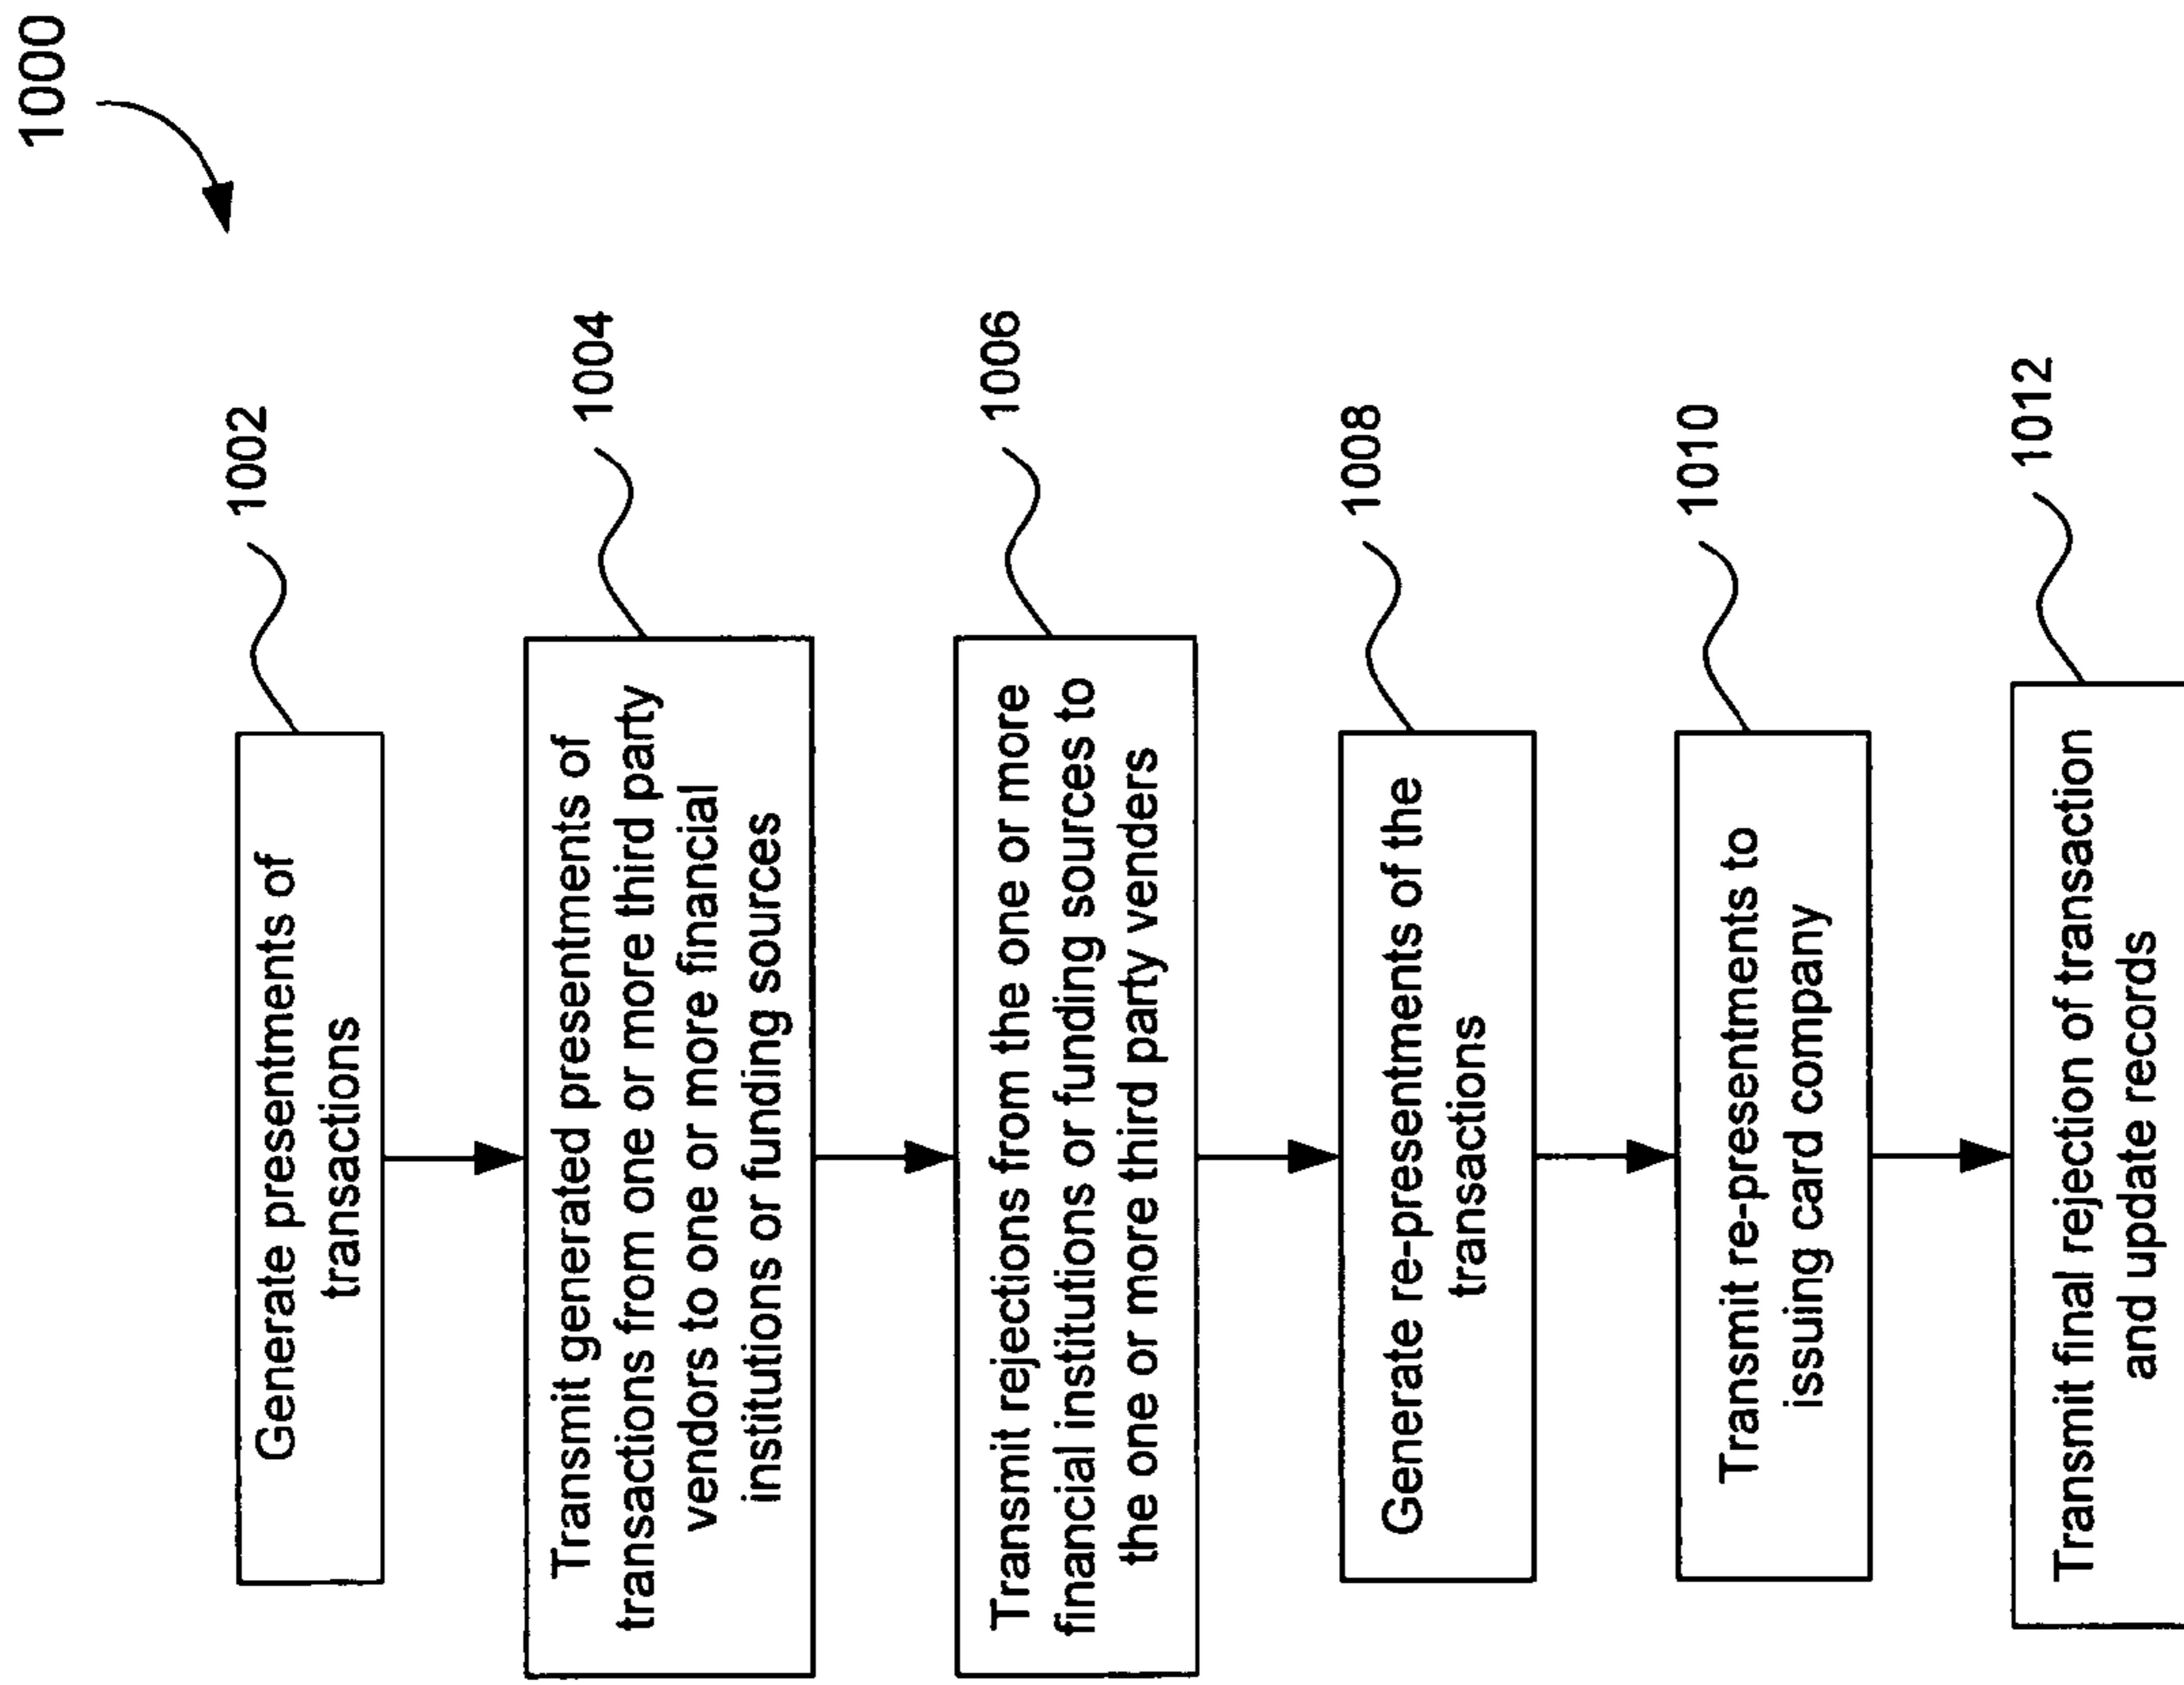 1000
1002
Generate presentments of
transactions
1004
Transmit generated presentments of
transactions from one or more third party
vendors to one or more financial
institutions or funding sources
1006
Transmit rejections from the one or more
financial institutions or funding sources to
the one or more third party venders
1008
Generate re-presentments of the
transactions
1010
Transmit re-presentments to
issuing card company
1012
Transmit final rejection of transaction
and update records